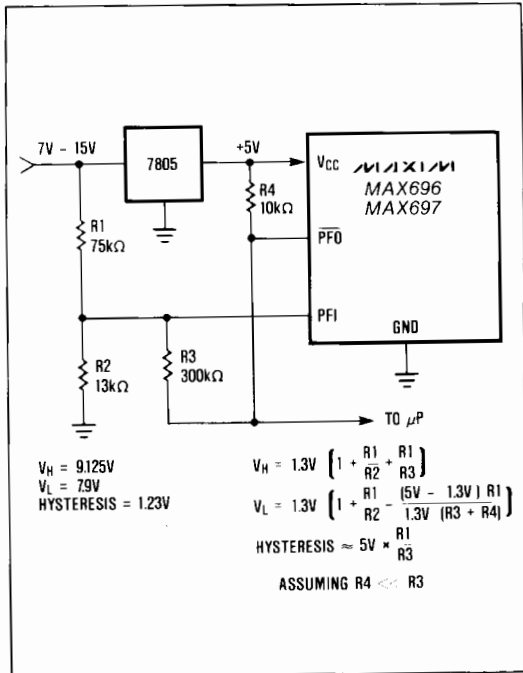 7V - 15V
7805
+5V
VCC
MAXIM
MAX696
MAX697
R1
75kΩ
R4
10kΩ
PFO
PFI
GND
R2
13kΩ
R3
300kΩ
TO μP
VH = 9.125V
VL = 7.9V
HYSTERESIS = 1.23V
VH = 1.3V (1 + R1/R2 + R1/R3)
VL = 1.3V (1 + R1/R2 - (5V - 1.3V) R1/1.3V (R3 + R4))
HYSTERESIS ≈ 5V × R1/R3
ASSUMING R4 << R3